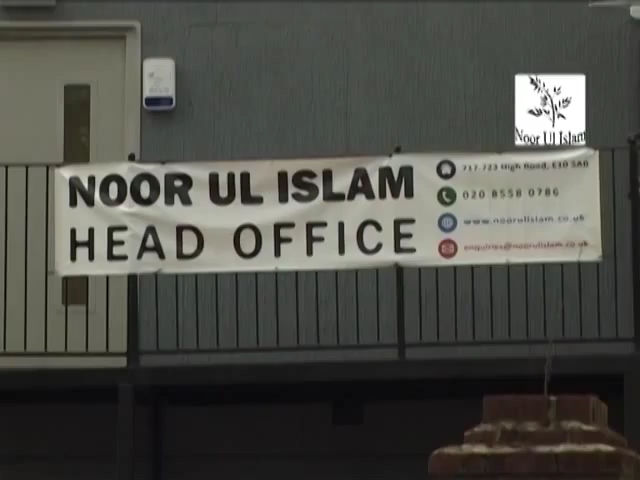 Noor Ul Islam
NOOR UL ISLAM
HEAD OFFICE
717-723 High Road, E10 5AB
020 8558 0786
www.noorulislam.co.uk
enquiries@noorulislam.co.uk